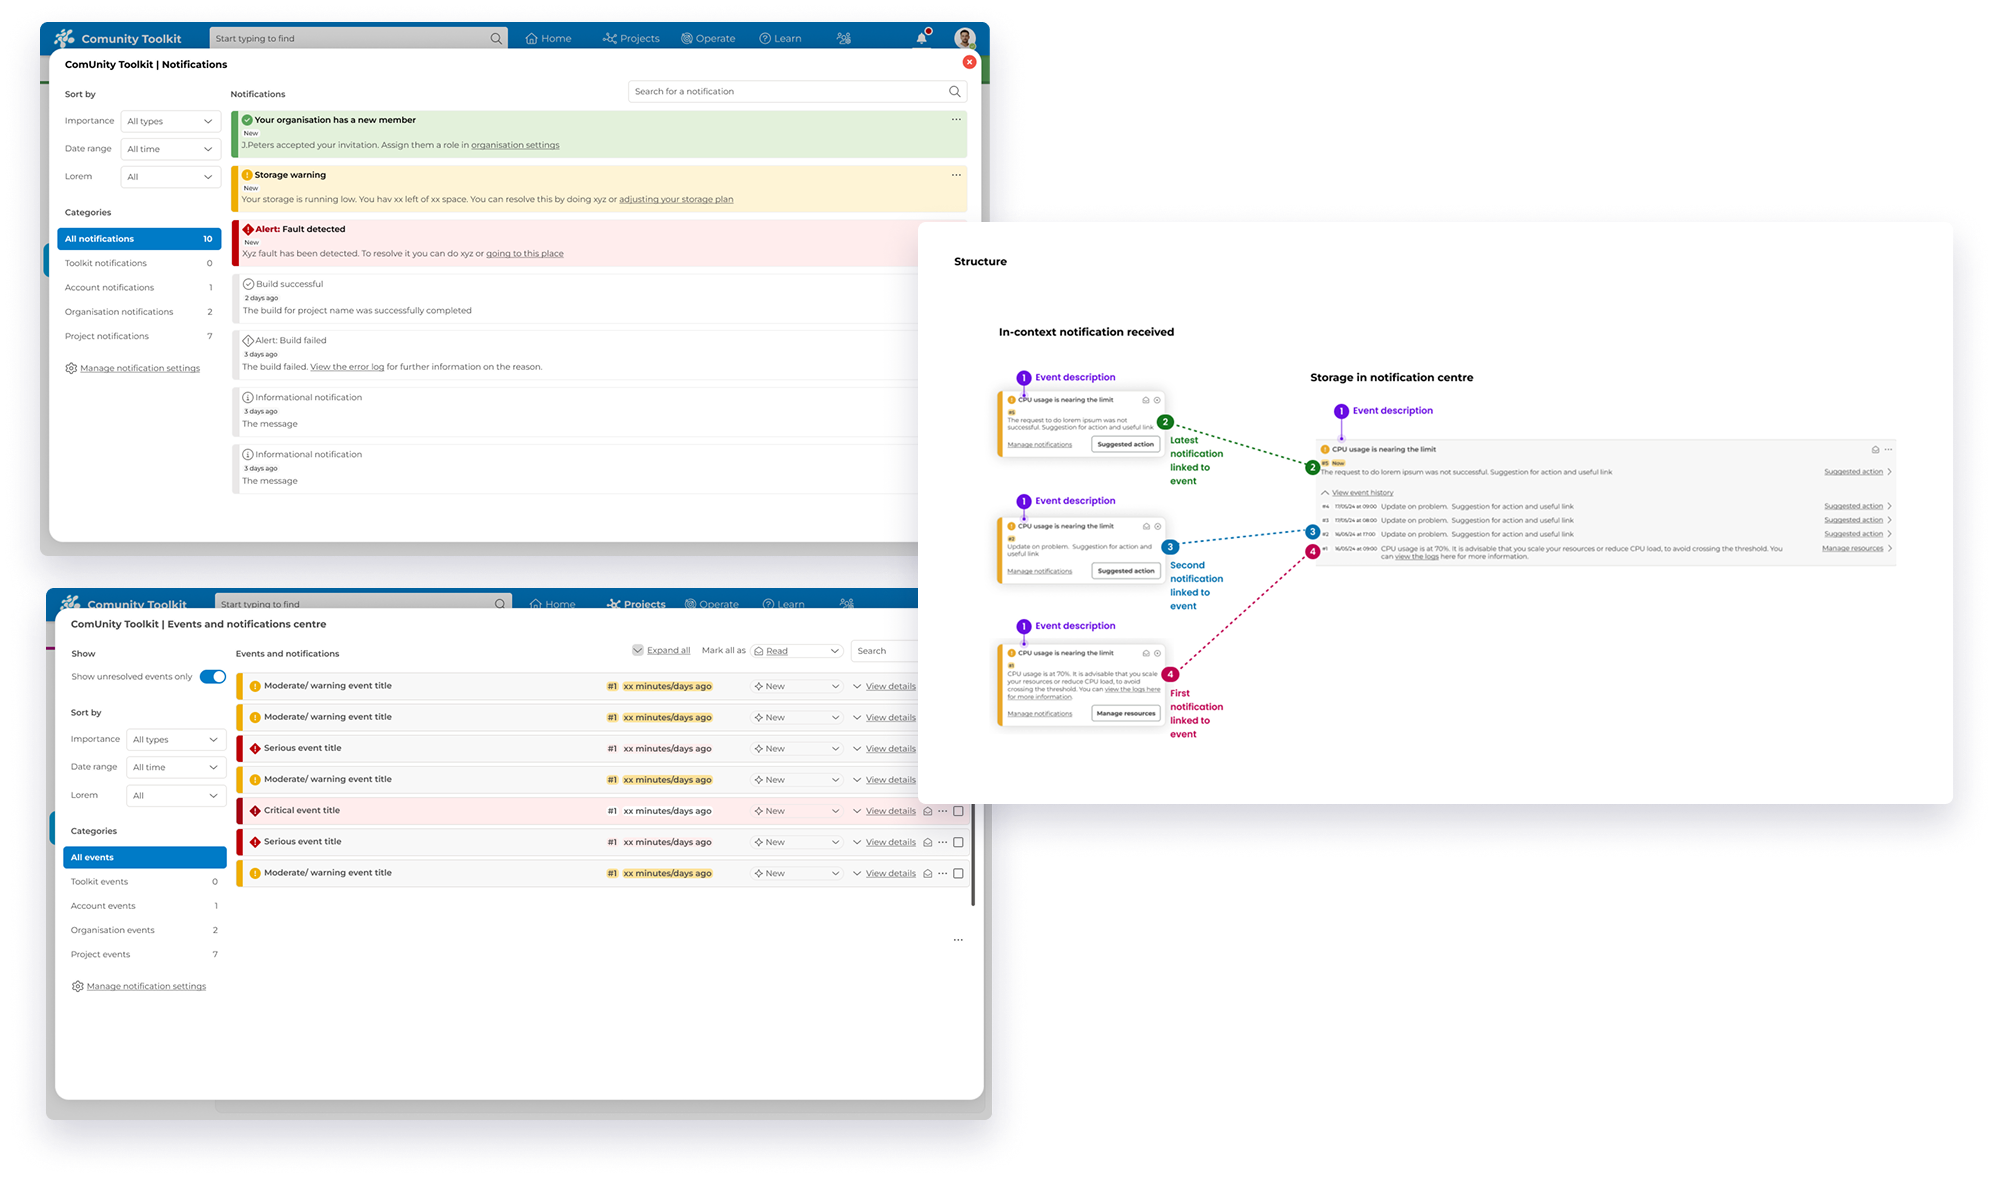 Comunity Toolkit
Start typing to find
Home
Projects
Operate
Learn
ComUnity Toolkit | Notifications
Sort by
Importance
All types
Date range
All time
Lorem
All
Categories
All notifications 10
Toolkit notifications 0
Account notifications 1
Organisation notifications 2
Project notifications 7
Manage notification settings
Notifications
Search for a notification
Your organisation has a new member
New
J.Peters accepted your invitation. Assign them a role in organisation settings
Storage warning
New
Your storage is running low. You hav xx left of xx space. You can resolve this by doing xyz or adjusting your storage plan
Alert: Fault detected
New
Xyz fault has been detected. To resolve it you can do xyz or going to this place
Build successful
2 days ago
The build for project name was successfully completed
Alert: Build failed
3 days ago
The build failed. View the error log for further information on the reason.
Informational notification
3 days ago
The message
Informational notification
3 days ago
The message
Comunity Toolkit
Start typing to find
Home
Projects
Operate
Learn
ComUnity Toolkit | Events and notifications centre
Show
Show unresolved events only
Sort by
Importance
All types
Date range
All time
Lorem
All
Categories
All events
Toolkit events 0
Account events 1
Organisation events 2
Project events 7
Manage notification settings
Events and notifications
Expand all
Mark all as
Read
Search
Moderate/ warning event title #1 xx minutes/days ago New View details
Moderate/ warning event title #1 xx minutes/days ago New View details
Serious event title #1 xx minutes/days ago New View details
Moderate/ warning event title #1 xx minutes/days ago New View details
Critical event title #1 xx minutes/days ago New View details
Serious event title #1 xx minutes/days ago New View details
Moderate/ warning event title #1 xx minutes/days ago New View details
Structure
In-context notification received
1 Event description
CPU usage is nearing the limit
The request to do lorem ipsum was not
successful. Suggestion for action and useful link
Manage notifications
Suggested action
2
Latest
notification
linked to
event
1 Event description
CPU usage is nearing the limit
#2
Update on problem. Suggestion for action and
useful link
Manage notifications
Suggested action
3
Second
notification
linked to
event
1 Event description
CPU usage is nearing the limit
#1
CPU usage is at 70%. It is advisable that you scale
your resources or reduce CPU load, to avoid
crossing the threshold. You can view the logs here
for more information.
Manage notifications
Manage resources
4
First
notification
linked to
event
Storage in notification centre
1 Event description
CPU usage is nearing the limit
2
#5 Now
The request to do lorem ipsum was not successful. Suggestion for action and useful link
Suggested action
View event history
#4 17/05/24 at 09:00 Update on problem. Suggestion for action and useful link Suggested action
#3 17/05/24 at 08:00 Update on problem. Suggestion for action and useful link Suggested action
3 #2 16/05/24 at 17:00 Update on problem. Suggestion for action and useful link Suggested action
4 #1 16/05/24 at 09:00 CPU usage is at 70%. It is advisable that you scale your resources or reduce CPU load, to avoid crossing the threshold. You Manage resources
can view the logs here for more information.